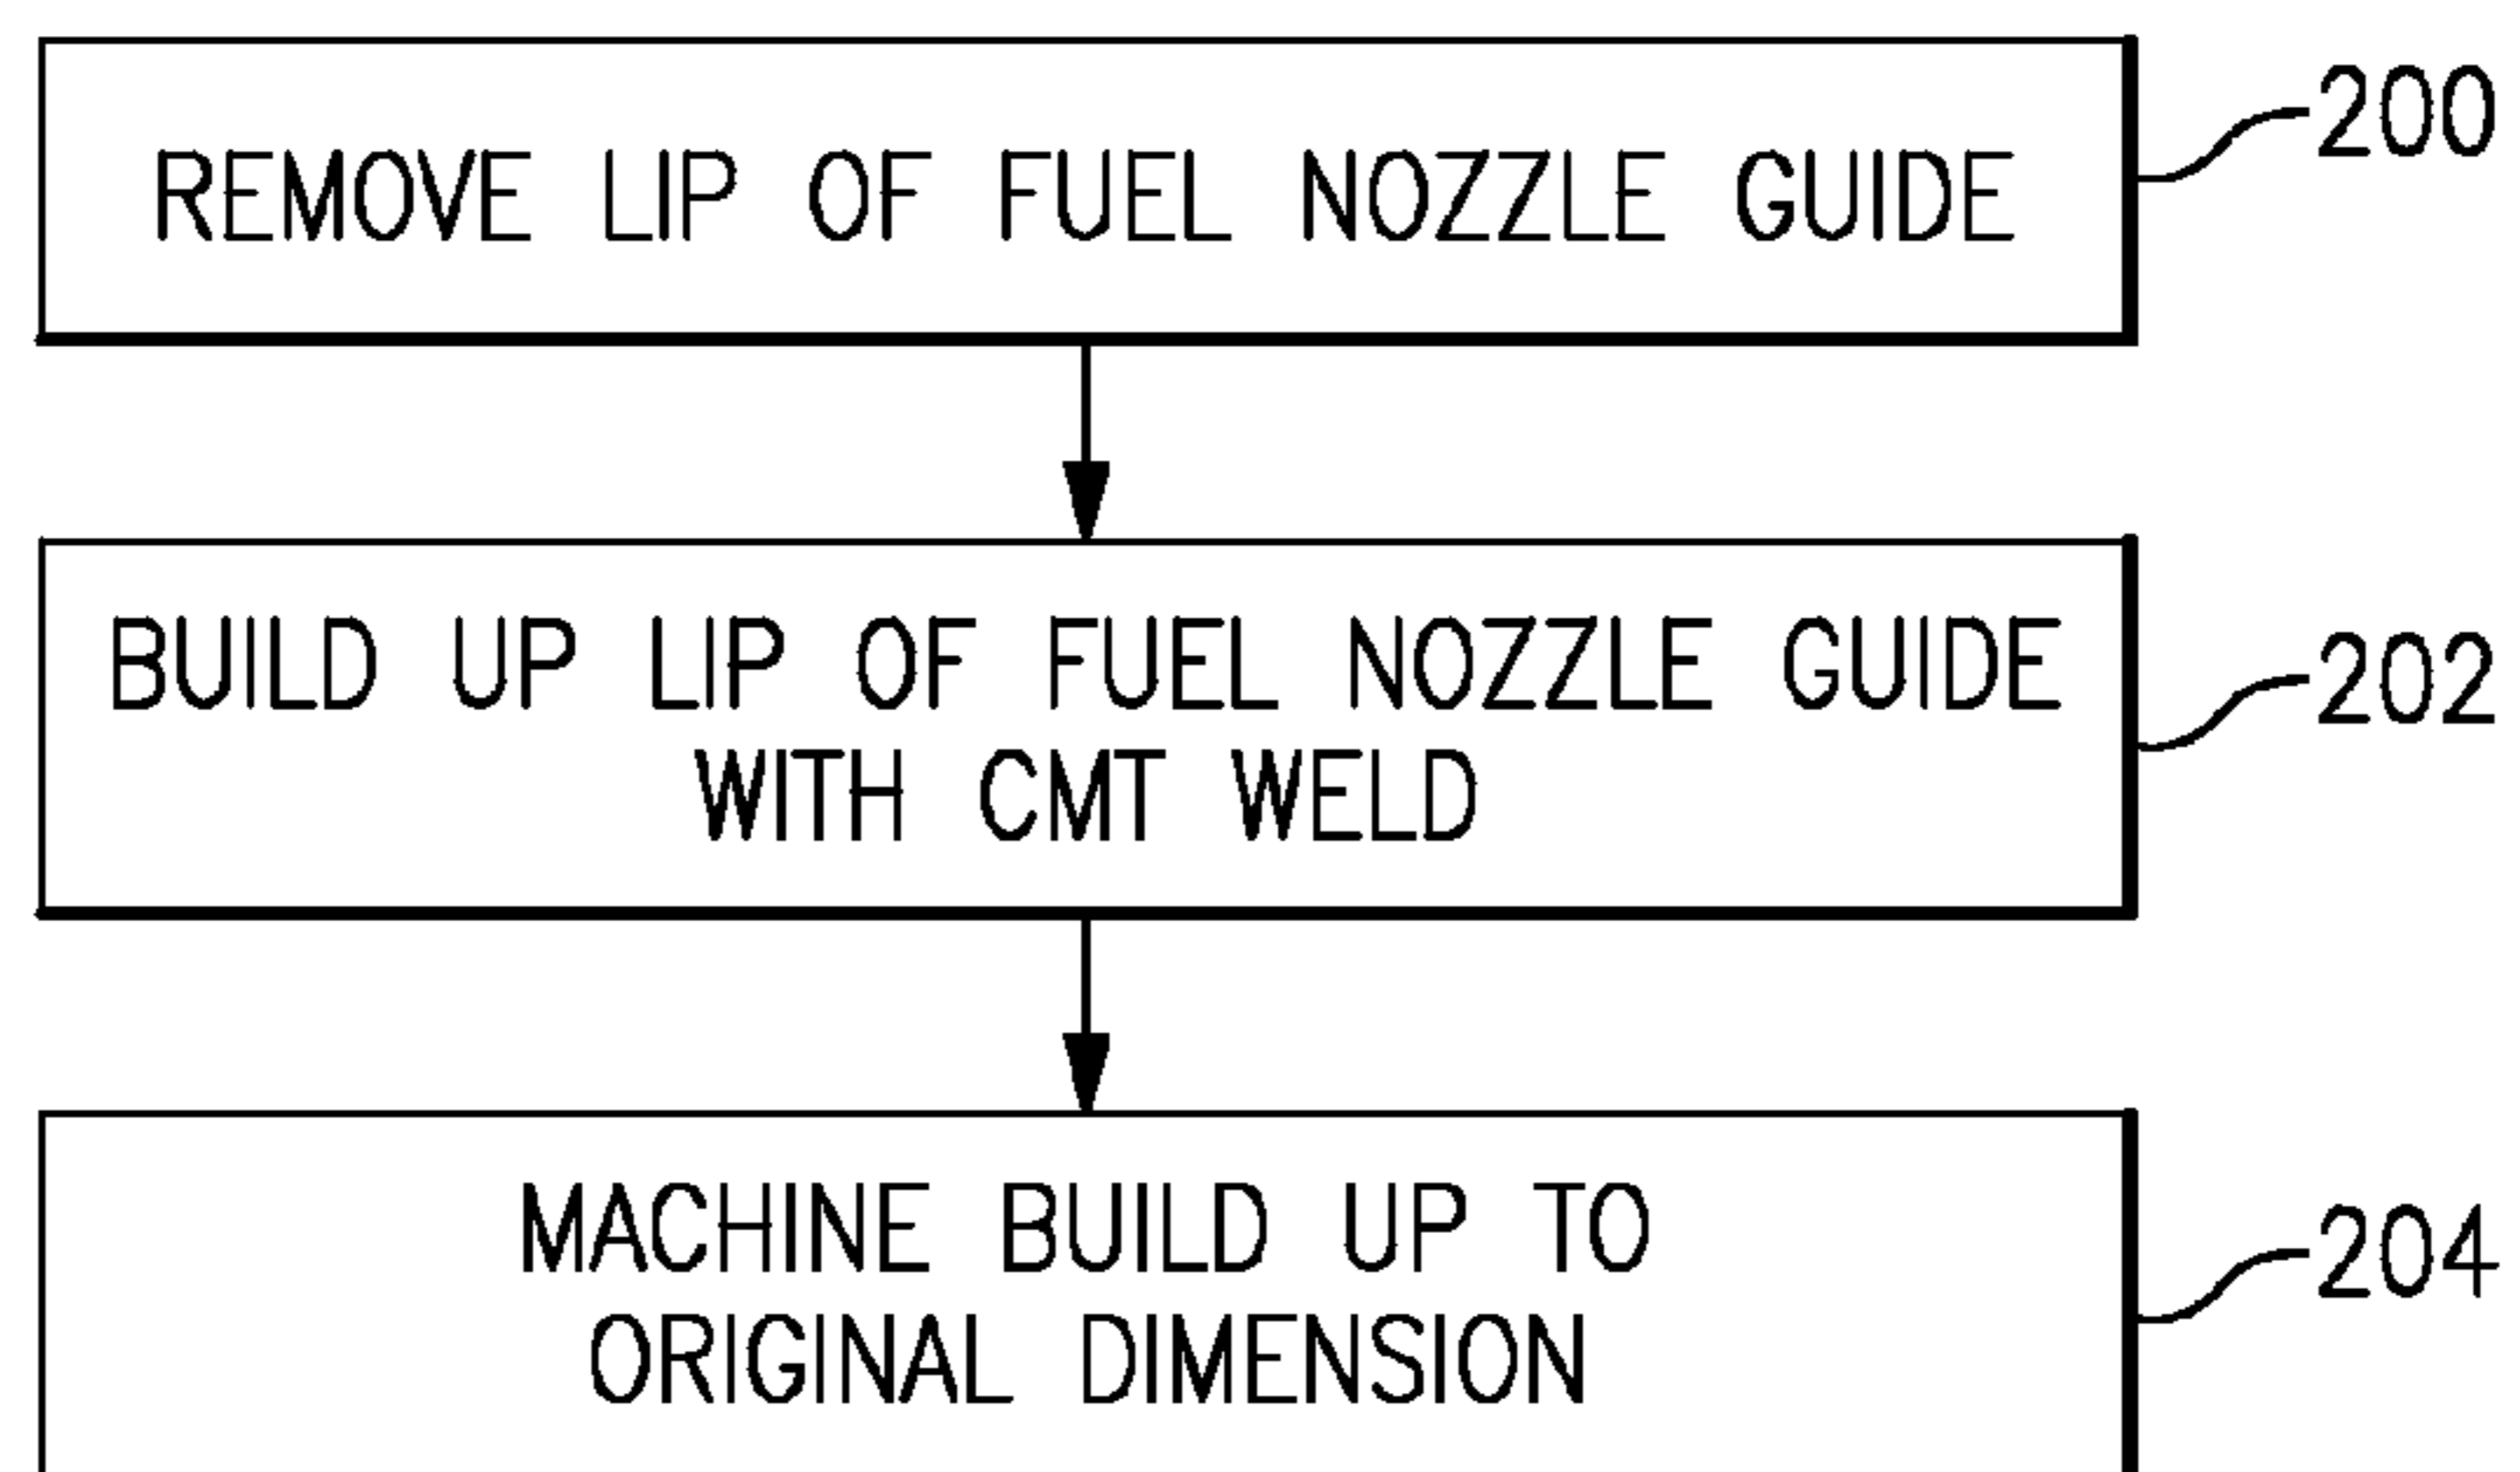 REMOVE LIP OF FUEL NOZZLE GUIDE
200
BUILD UP LIP OF FUEL NOZZLE GUIDE
WITH CMT WELD
202
MACHINE BUILD UP TO
ORIGINAL DIMENSION
204